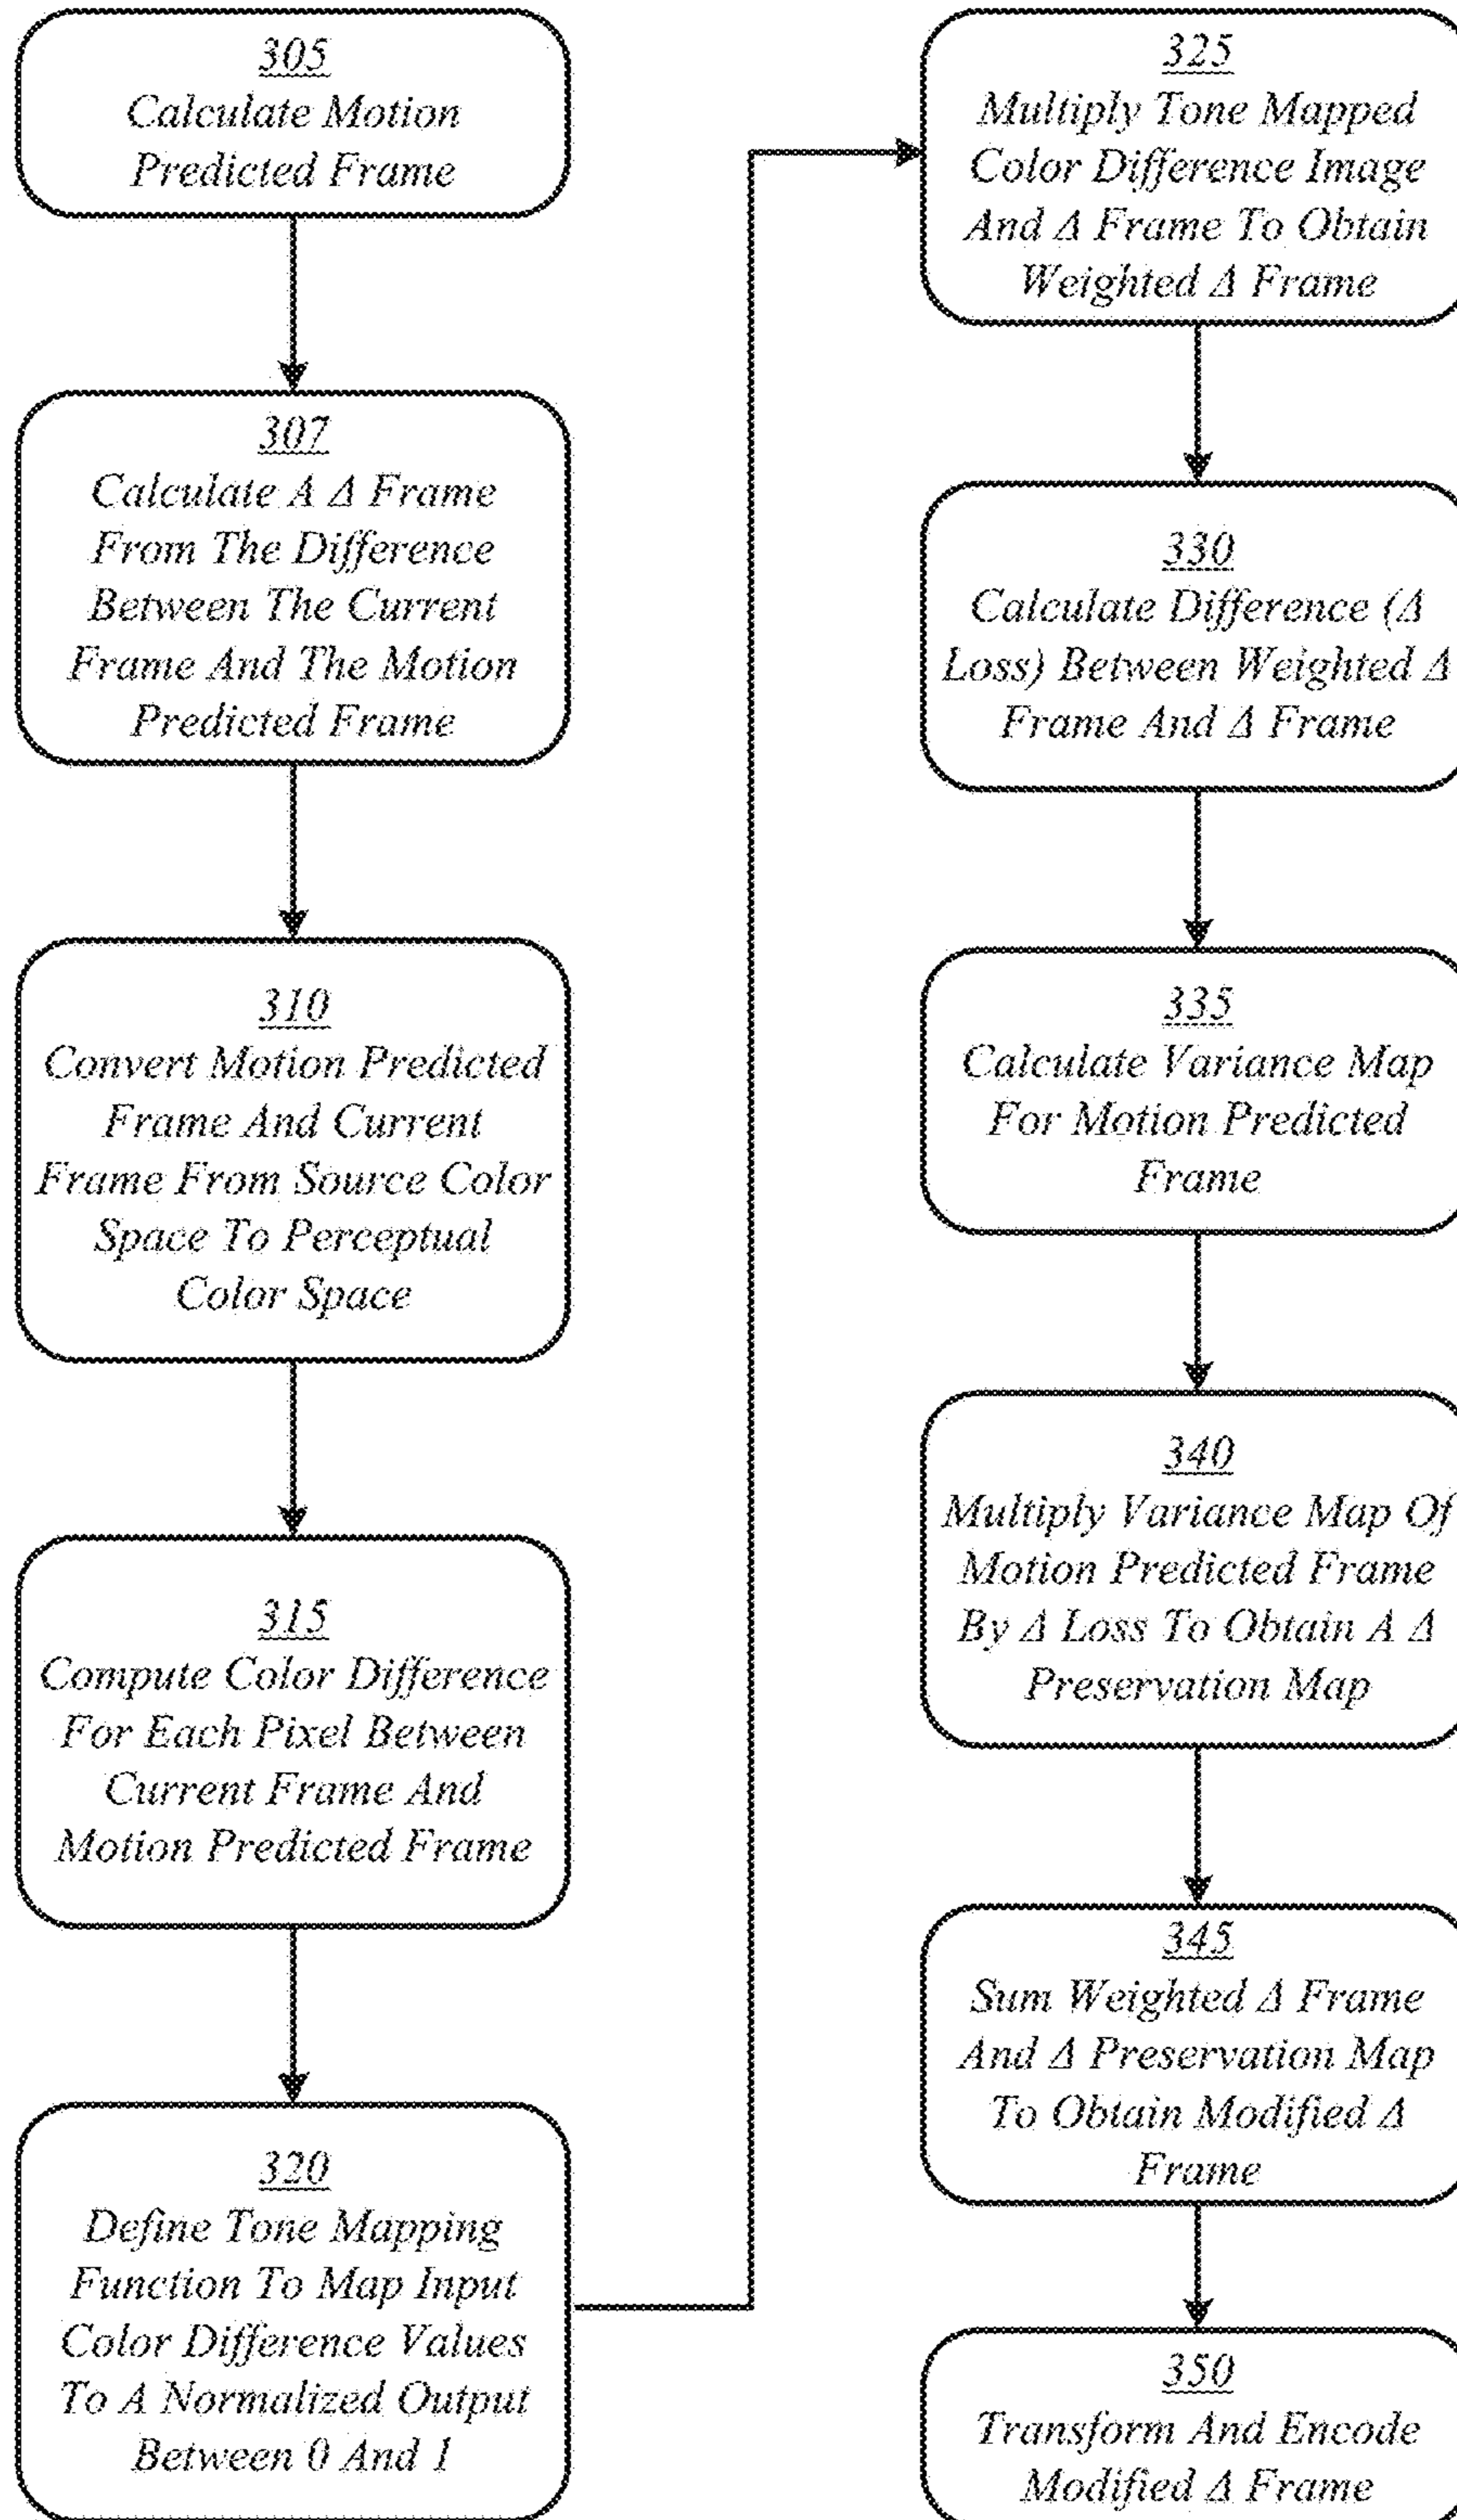 305
Calculate Motion
Predicted Frame
307
Calculate A Δ Frame
From The Difference
Between The Current
Frame And The Motion
Predicted Frame
310
Convert Motion Predicted
Frame And Current
Frame From Source Color
Space To Perceptual
Color Space
315
Compute Color Difference
For Each Pixel Between
Current Frame And
Motion Predicted Frame
320
Define Tone Mapping
Function To Map Input
Color Difference Values
To A Normalized Output
Between 0 And 1
325
Multiply Tone Mapped
Color Difference Image
And Δ Frame To Obtain
Weighted Δ Frame
330
Calculate Difference (Δ
Loss) Between Weighted Δ
Frame And Δ Frame
335
Calculate Variance Map
For Motion Predicted
Frame
340
Multiply Variance Map Of
Motion Predicted Frame
By Δ Loss To Obtain A Δ
Preservation Map
345
Sum Weighted Δ Frame
And Δ Preservation Map
To Obtain Modified Δ
Frame
350
Transform And Encode
Modified Δ Frame